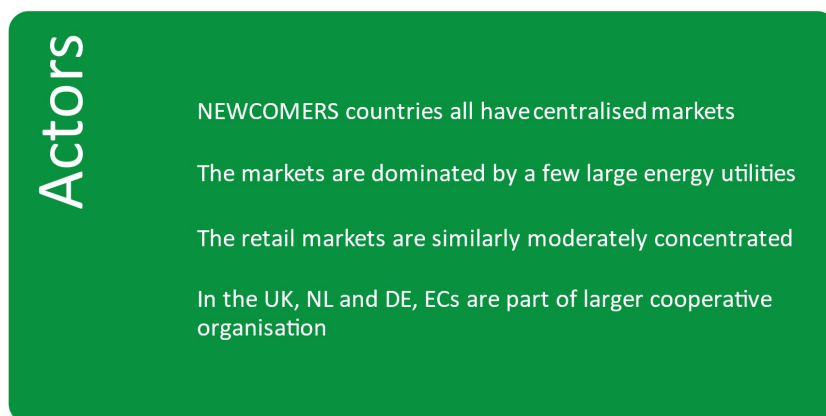 Actors
NEWCOMERS countries all have centralised markets
The markets are dominated by a few large energy utilities
The retail markets are similarly moderately concentrated
In the UK, NL and DE, ECs are part of larger cooperative
organisation